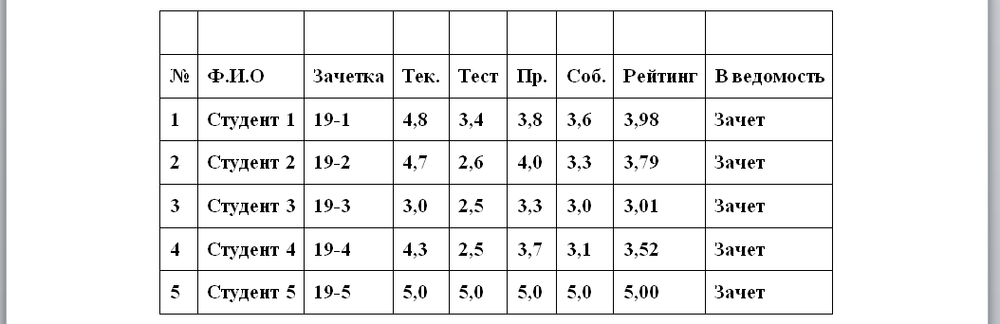 № Ф.И.О Зачетка Тек. Тест Пр. Соб. Рейтинг В ведомость
1 Студент 1 19-1 4,8 3,4 3,8 3,6 3,98 Зачет
2 Студент 2 19-2 4,7 2,6 4,0 3,3 3,79 Зачет
3 Студент 3 19-3 3,0 2,5 3,3 3,0 3,01 Зачет
4 Студент 4 19-4 4,3 2,5 3,7 3,1 3,52 Зачет
5 Студент 5 19-5 5,0 5,0 5,0 5,0 5,00 Зачет